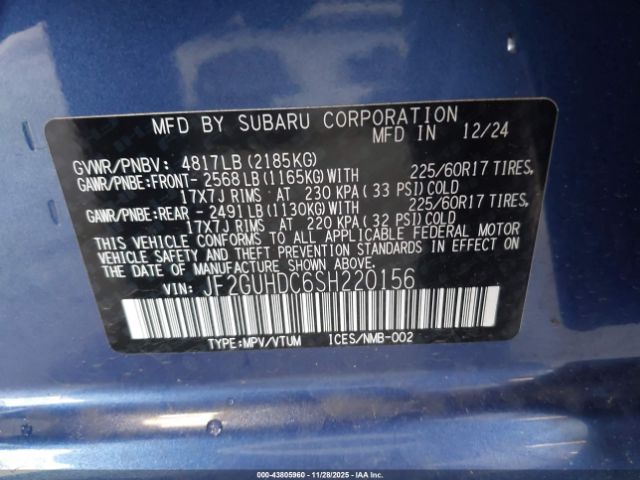 MFD BY SUBARU CORPORATION
MFD IN 12/24
GVWR/PNBV: 4817LB (2185KG)
GAWR/PNBE:FRONT-2568 LB (1165KG)WITH 225/60R17 TIRES,
17X7J RIMS AT 230 KPA (33 PSI)COLD
GAWR/PNBE:REAR -2491 LB (1130KG)WITH 225/60R17 TIRES,
17X7J RIMS AT 220 KPA (32 PSI)COLD
THIS VEHICLE CONFORMS TO ALL APPLICABLE FEDERAL MOTOR
VEHICLE SAFETY AND THEFT PREVENTION STANDARDS IN EFFECT
ON THE DATE OF MANUFACTURE SHOWN ABOVE.
VIN: JF2GUHDC6SH220156
TYPE:MPV/VTUM ICES/NMB-002
000-43805960 - 11/28/2025 - IAAI